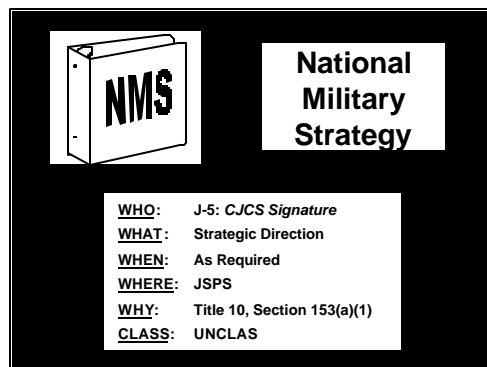 NMS
National
Military
Strategy
WHO: J-5: CJCS Signature
WHAT: Strategic Direction
WHEN: As Required
WHERE: JSPS
WHY: Title 10, Section 153(a)(1)
CLASS: UNCLAS